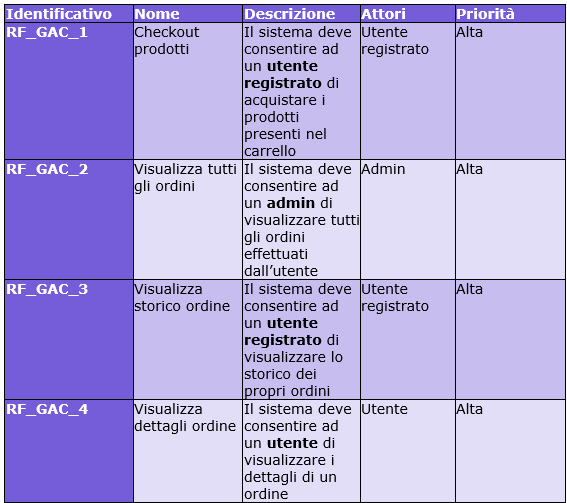 Identificativo Nome Descrizione Attori Priorità
RF_GAC_1 Checkout Il sistema deve Utente Alta
prodotti consentire ad registrato
un utente
registrato di
acquistare i
prodotti
presenti nel
carrello
RF_GAC_2 Visualizza tutti Il sistema deve Admin Alta
gli ordini consentire ad
un admin di
visualizzare tutti
gli ordini
effettuati
dall’utente
RF_GAC_3 Visualizza Il sistema deve Utente Alta
storico ordine consentire ad registrato
un utente
registrato di
visualizzare lo
storico dei
propri ordini
RF_GAC_4 Visualizza Il sistema deve Utente Alta
dettagli ordine consentire ad
un utente di
visualizzare i
dettagli di un
ordine